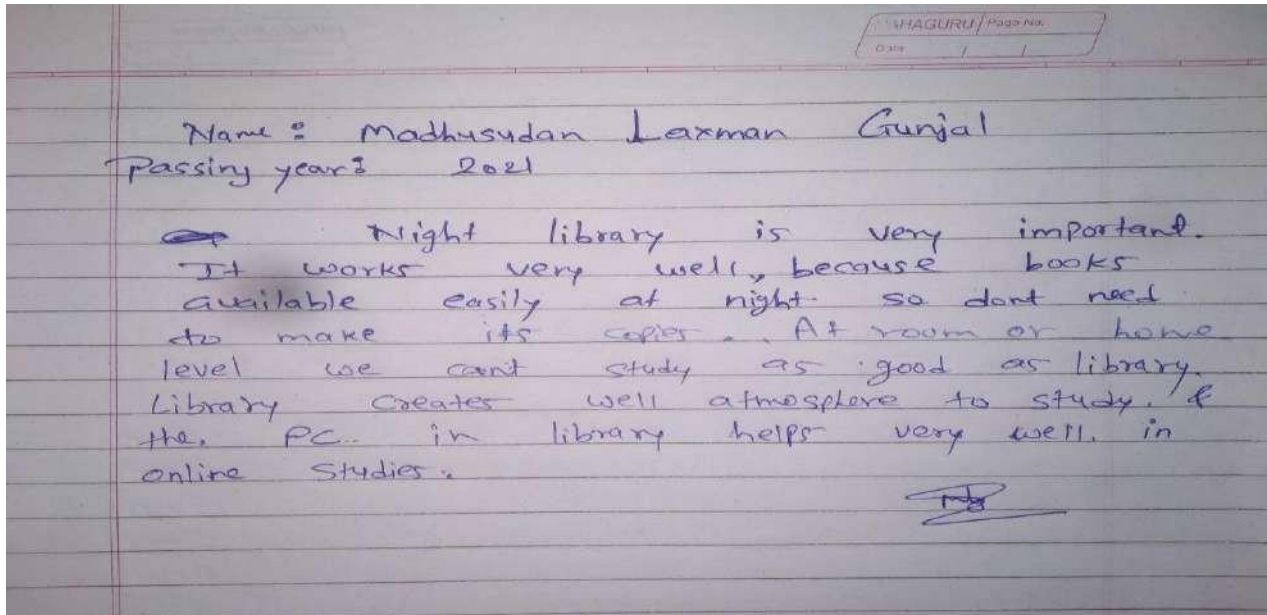 HAGURU Page No.
Date / /
Name : Madhusudan Laxman Gunjal
Passing year : 2021
Night library is very important.
It works very well, because books
available easily at night. so dont need
to make its copies. At room or home
level we can't study as good as library.
Library creates well atmosphere to study. &
the, PC. in library helps very well. in
online studies.